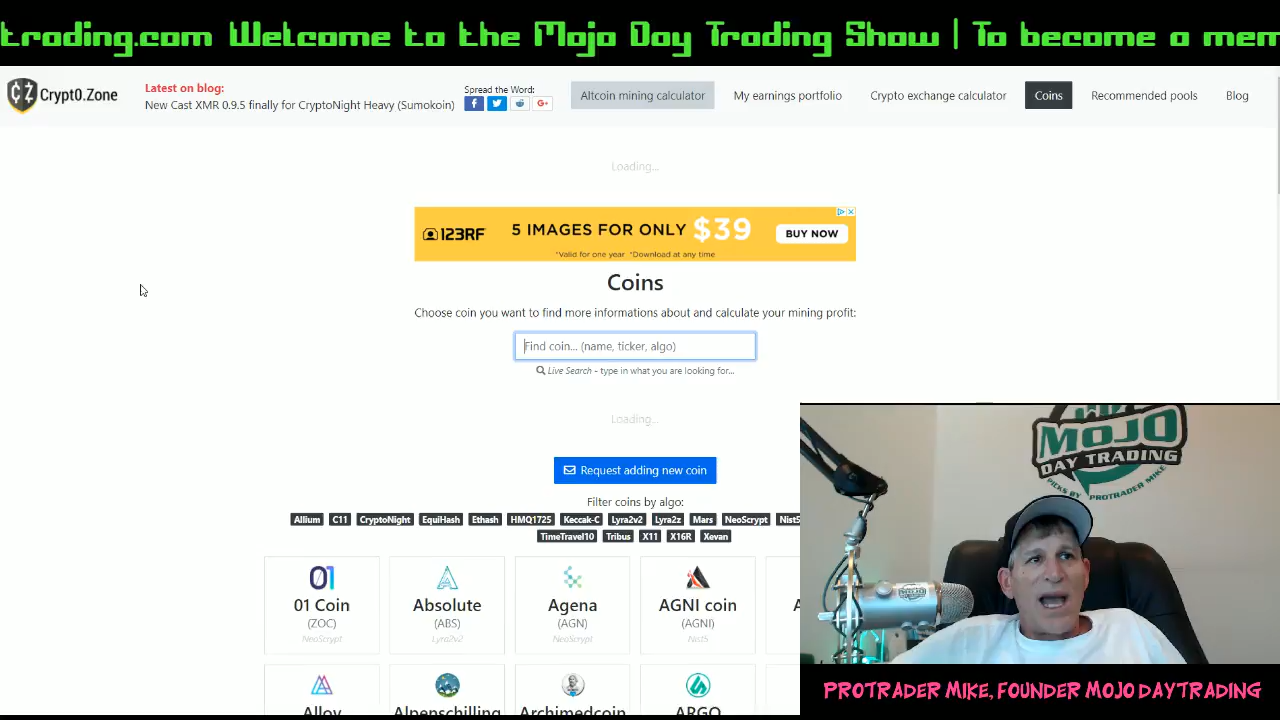 trading.com Welcome to the Mojo Day Trading Show | To become a mem
Crypt0.Zone
Latest on blog:
New Cast XMR 0.9.5 finally for CryptoNight Heavy (Sumokoin)
Spread the Word:
Altcoin mining calculator
My earnings portfolio
Crypto exchange calculator
Coins
Recommended pools
Blog
Loading...
123RF
5 IMAGES FOR ONLY $39
*Valid for one year *Download at any time
BUY NOW
Coins
Choose coin you want to find more informations about and calculate your mining profit:
Find coin... (name, ticker, algo)
Live Search - type in what you are looking for...
Loading...
Request adding new coin
Filter coins by algo:
Allium C11 CryptoNight EquiHash Ethash HMQ1725 Keccak-C Lyra2v2 Lyra2z Mars NeoScrypt Nist5
TimeTravel10 Tribus X11 X16R Xevan
01 Coin
(ZOC)
NeoScrypt
Absolute
(ABS)
Lyra2v2
Agena
(AGN)
NeoScrypt
AGNI coin
(AGNI)
Nist5
Alloy
Alpenschilling
Archimedcoin
ARGO
MOJO
DAY TRADING
PICKS BY PROTRADER MIKE
PROTRADER MIKE, FOUNDER MOJO DAYTRADING